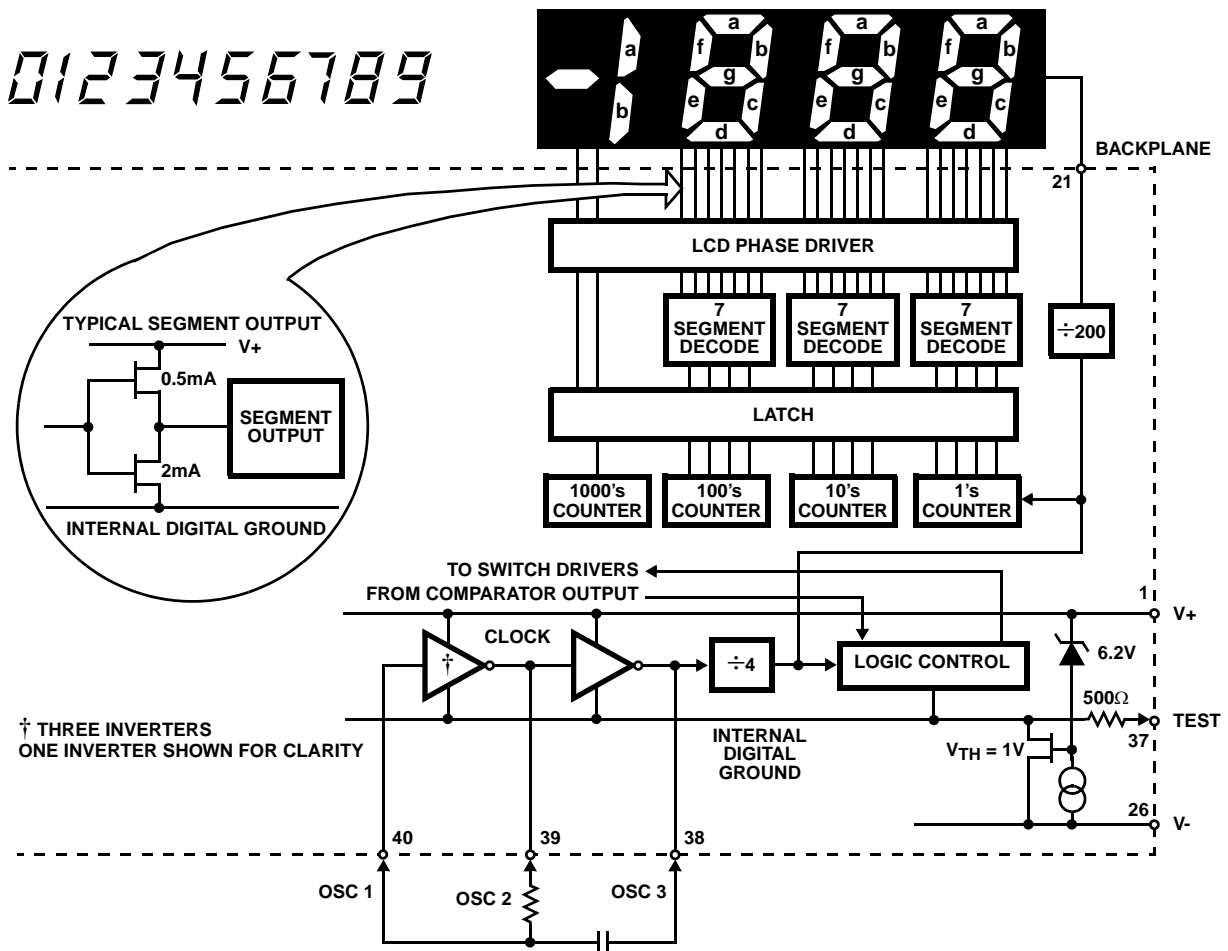 0123456789
a
b
a
f
b
g
e
c
d
a
f
b
g
e
c
d
a
f
b
g
e
c
d
BACKPLANE
21
LCD PHASE DRIVER
7
SEGMENT
DECODE
7
SEGMENT
DECODE
7
SEGMENT
DECODE
÷200
TYPICAL SEGMENT OUTPUT
V+
0.5mA
SEGMENT
OUTPUT
2mA
INTERNAL DIGITAL GROUND
LATCH
1000's
COUNTER
100's
COUNTER
10's
COUNTER
1's
COUNTER
TO SWITCH DRIVERS
FROM COMPARATOR OUTPUT
1
V+
CLOCK
†
÷4
LOGIC CONTROL
6.2V
500Ω
TEST
37
† THREE INVERTERS
ONE INVERTER SHOWN FOR CLARITY
INTERNAL
DIGITAL
GROUND
VTH = 1V
26
V-
40
39
38
OSC 1
OSC 2
OSC 3